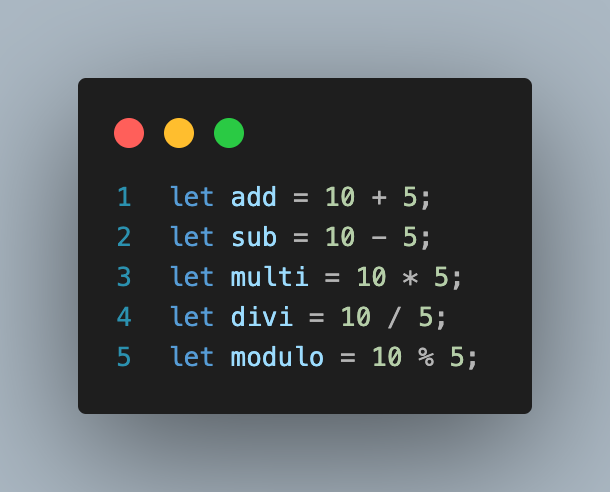 1 let add = 10 + 5;
2 let sub = 10 - 5;
3 let multi = 10 * 5;
4 let divi = 10 / 5;
5 let modulo = 10 % 5;